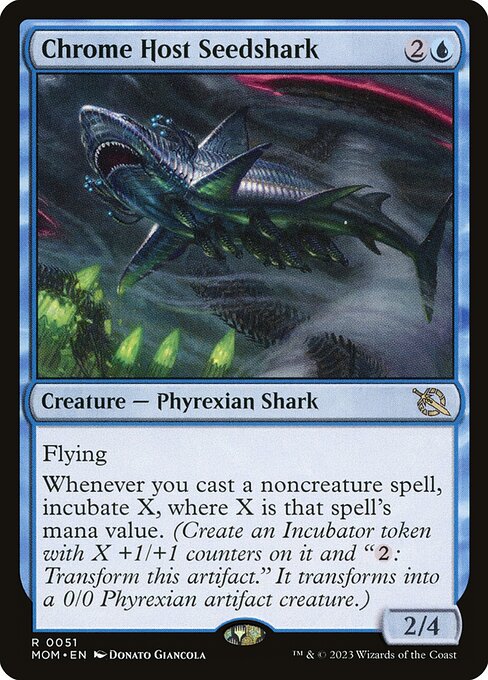 Chrome Host Seedshark 2
Creature — Phyrexian Shark
Flying
Whenever you cast a noncreature spell,
incubate X, where X is that spell's
mana value. (Create an Incubator token
with X +1/+1 counters on it and “2:
Transform this artifact.” It transforms into
a 0/0 Phyrexian artifact creature.)
2/4
R 0051
MOM • EN Donato Giancola
™ & © 2023 Wizards of the Coast